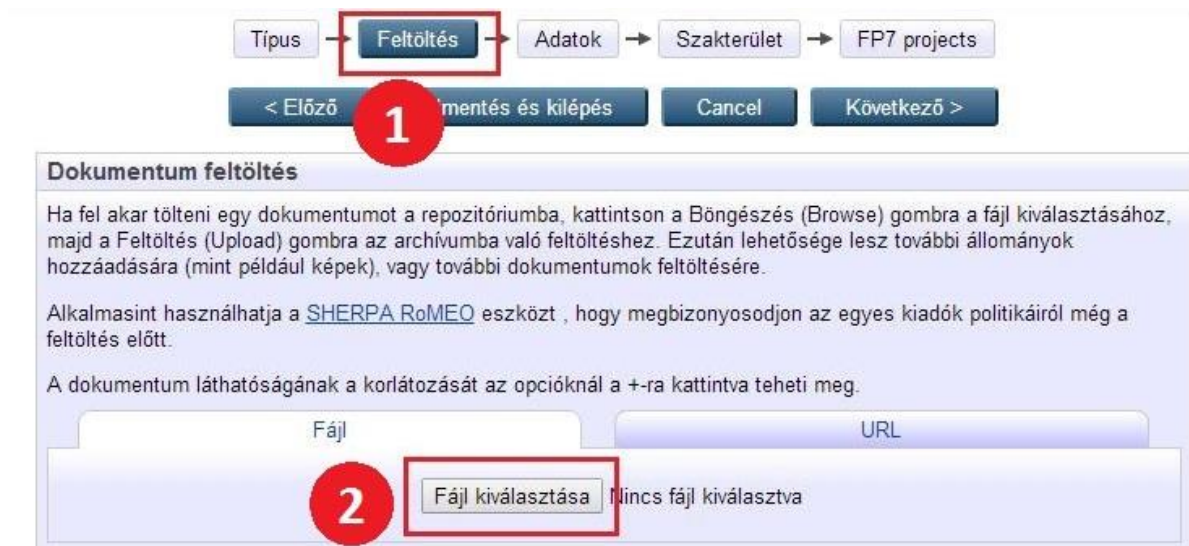 Típus → Feltöltés → Adatok → Szakterület → FP7 projects
< Előző mentés és kilépés Cancel Következő >
1
Dokumentum feltöltés
Ha fel akar tölteni egy dokumentumot a repozitóriumba, kattintson a Böngészés (Browse) gombra a fájl kiválasztásához,
majd a Feltöltés (Upload) gombra az archívumba való feltöltéshez. Ezután lehetősége lesz további állományok
hozzáadására (mint például képek), vagy további dokumentumok feltöltésére.
Alkalmasint használhatja a SHERPA RoMEO eszközt , hogy megbizonyosodjon az egyes kiadók politikáiról még a
feltöltés előtt.
A dokumentum láthatóságának a korlátozását az opcióknál a +-ra kattintva teheti meg.
Fájl URL
2 Fájl kiválasztása Nincs fájl kiválasztva